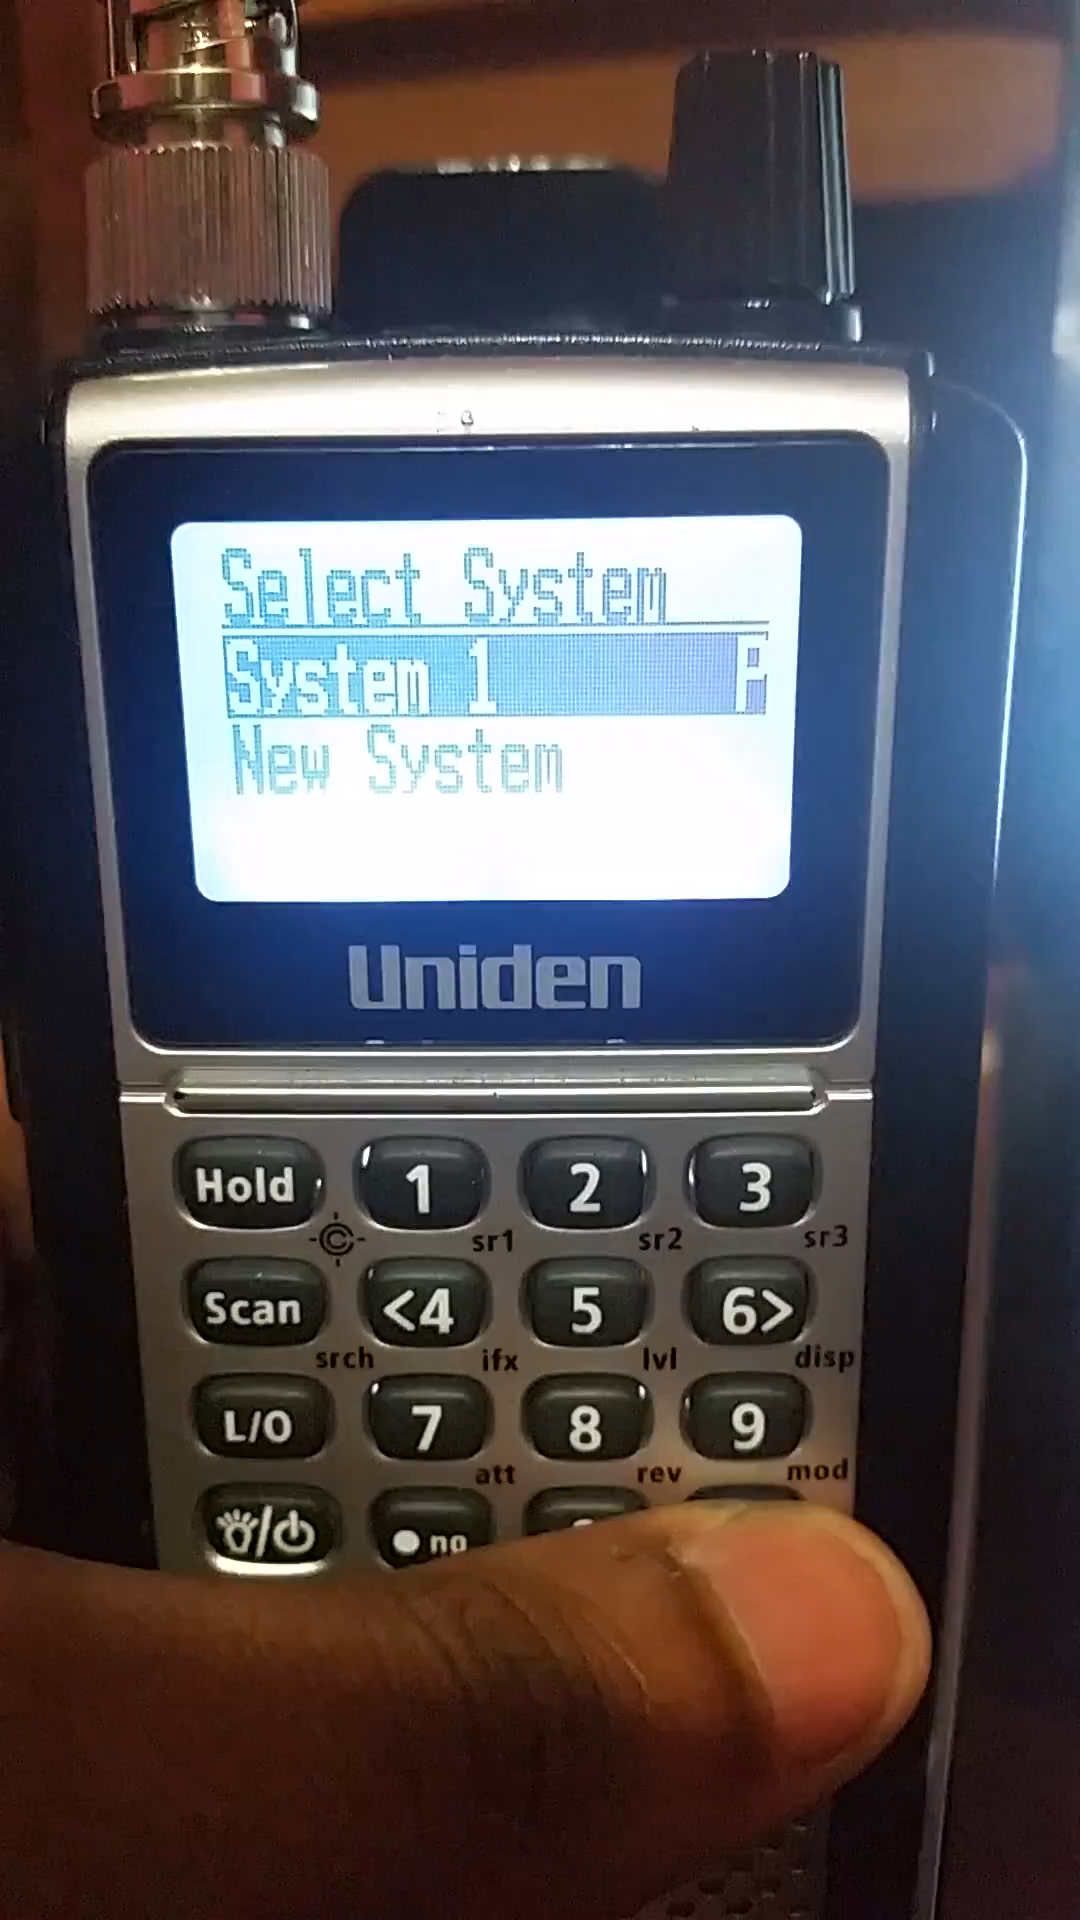 Select System
System 1 P
New System
Uniden
Hold 1 2 3
sr1 sr2 sr3
Scan <4 5 6>
srch ifx lvl disp
L/O 7 8 9
att rev mod
no